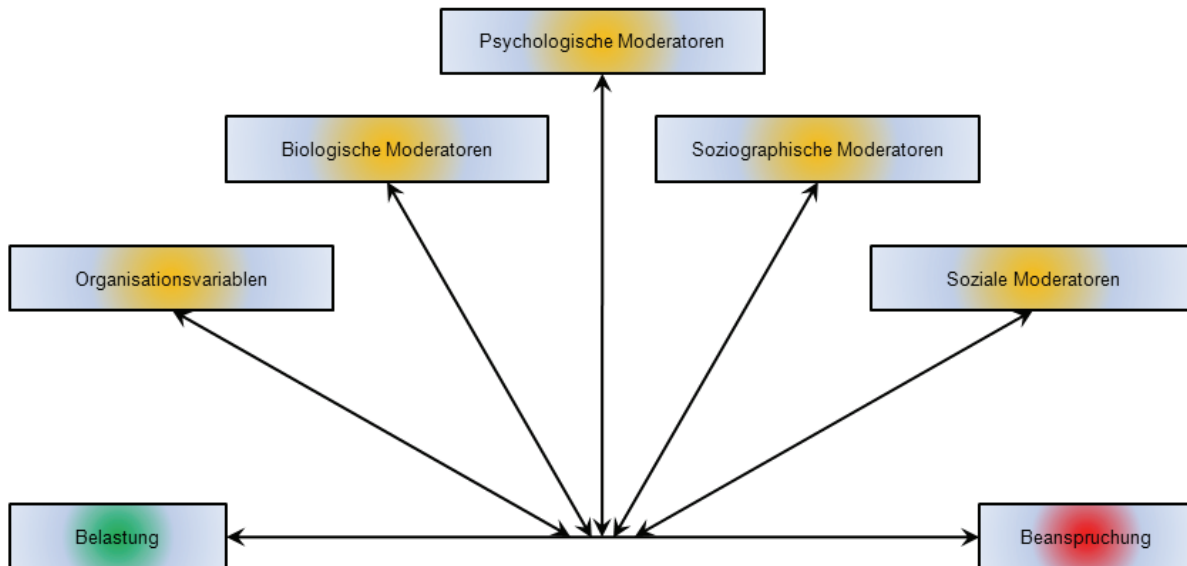 Psychologische Moderatoren
Biologische Moderatoren
Soziographische Moderatoren
Organisationsvariablen
Soziale Moderatoren
Belastung
Beanspruchung